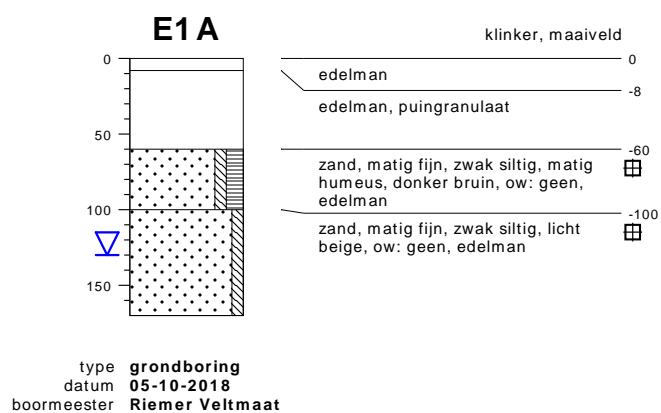 E1A
klinker, maaiveld
0
0
edelman
-8
edelman, puingranulaat
50
-60
zand, matig fijn, zwak siltig, matig
humeus, donker bruin, ow: geen,
edelman
100
-100
zand, matig fijn, zwak siltig, licht
beige, ow: geen, edelman
150
type grondboring
datum 05-10-2018
boormeester Riemer Veltmaat